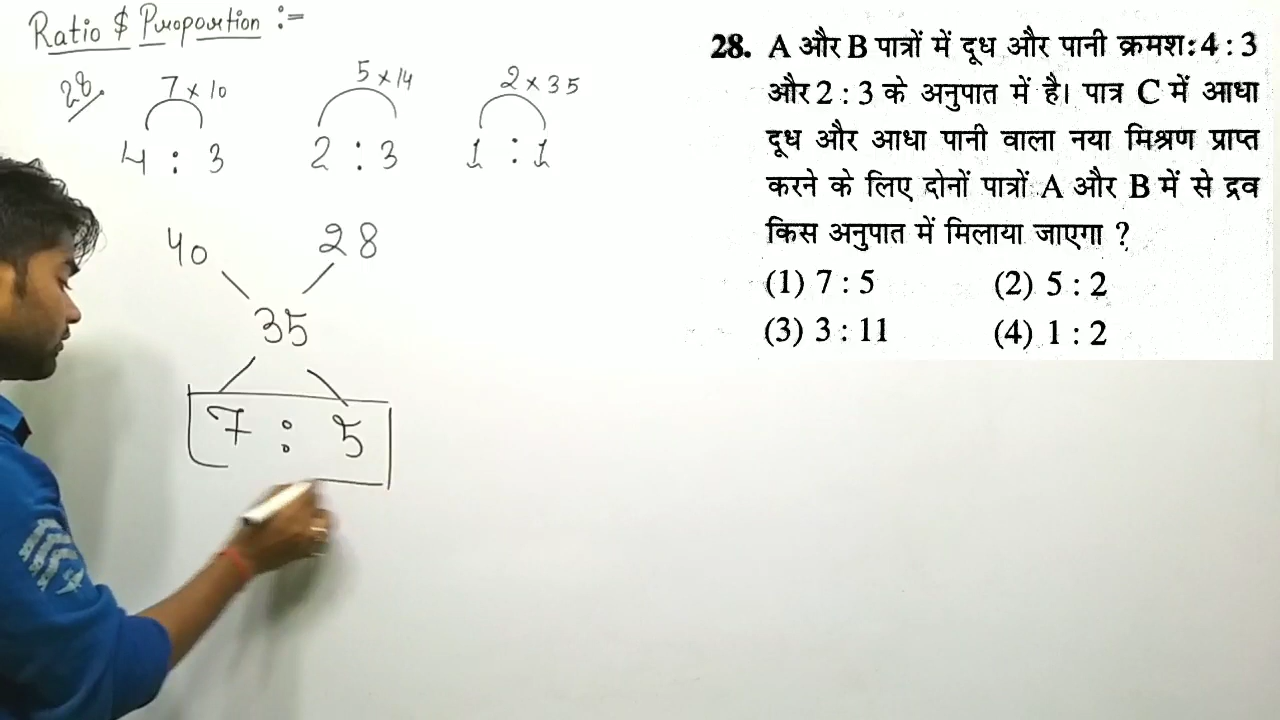 Ratio $ Proportion :-
28.
7 × 10
5 × 14
2 × 35
4 : 3
2 : 3
1 : 1
40
28
35
7 : 5
28. A और B पात्रों में दूध और पानी क्रमशः 4 : 3
और 2 : 3 के अनुपात में है। पात्र C में आधा
दूध और आधा पानी वाला नया मिश्रण प्राप्त
करने के लिए दोनों पात्रों A और B में से द्रव
किस अनुपात में मिलाया जाएगा ?
(1) 7 : 5 (2) 5 : 2
(3) 3 : 11 (4) 1 : 2